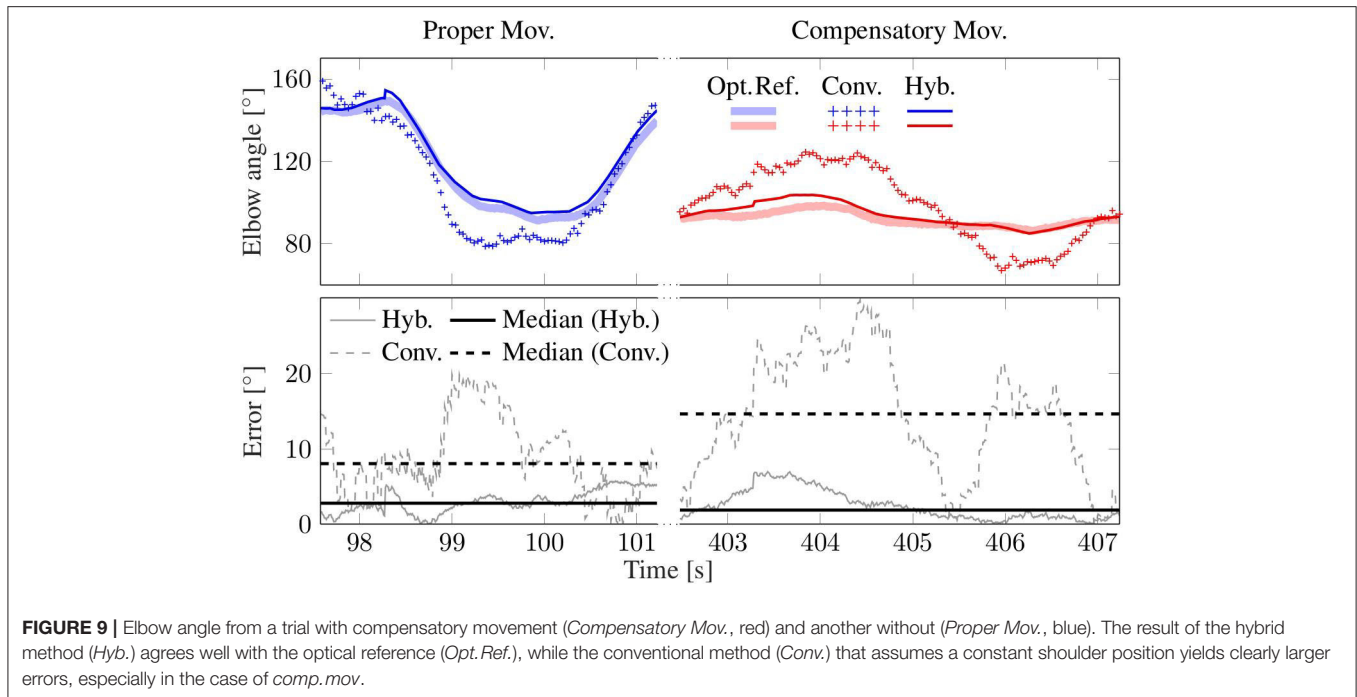 Proper Mov. Compensatory Mov.
Opt.Ref. Conv. Hyb.
160
120
80
Elbow angle [°]
Hyb. Median (Hyb.)
Conv. Median (Conv.)
20
10
0
Error [°]
98 99 100 101 403 404 405 406 407
Time [s]
FIGURE 9 | Elbow angle from a trial with compensatory movement (Compensatory Mov., red) and another without (Proper Mov., blue). The result of the hybrid
method (Hyb.) agrees well with the optical reference (Opt.Ref.), while the conventional method (Conv.) that assumes a constant shoulder position yields clearly larger
errors, especially in the case of comp.mov.